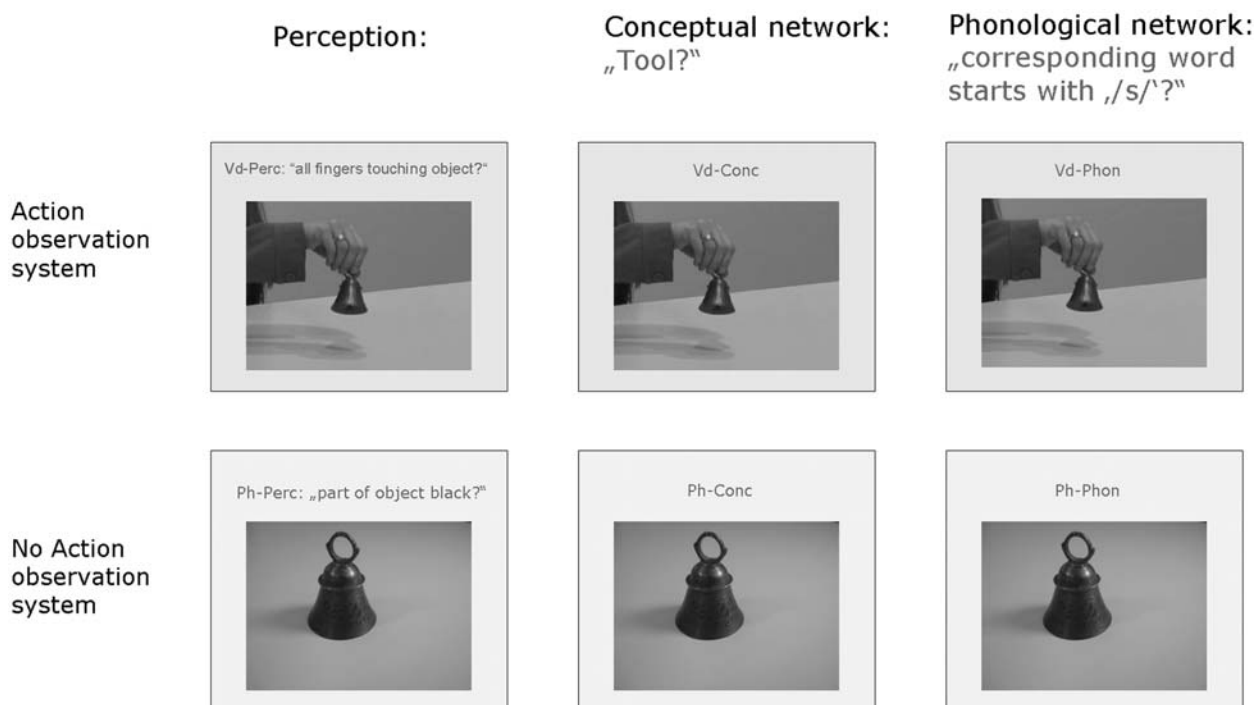 Perception:
Conceptual network:
„Tool?“
Phonological network:
„corresponding word
starts with ‚/s/‘?“
Action
observation
system
Vd-Perc: “all fingers touching object?“
Vd-Conc
Vd-Phon
No Action
observation
system
Ph-Perc: „part of object black?“
Ph-Conc
Ph-Phon